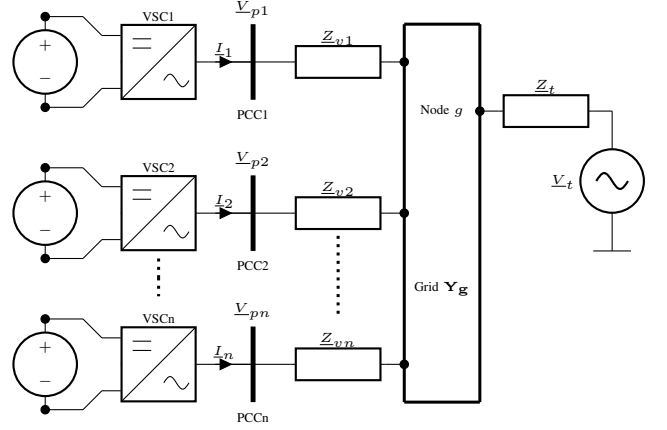 VSC1
V_p1
I_1
Z_v1
+
−
PCC1
Node g
Z_t
V_t
VSC2
V_p2
I_2
Z_v2
+
−
PCC2
Grid Y_g
VSCn
V_pn
I_n
Z_vn
+
−
PCCn